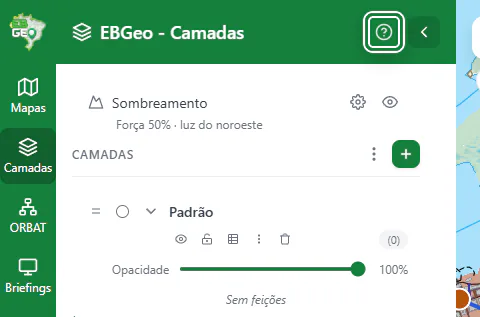 EB
GEO
EBGeo - Camadas
Mapas
Camadas
ORBAT
Briefings
Sombreamento
Força 50% · luz do noroeste
CAMADAS
Padrão
(0)
Opacidade 100%
Sem feições